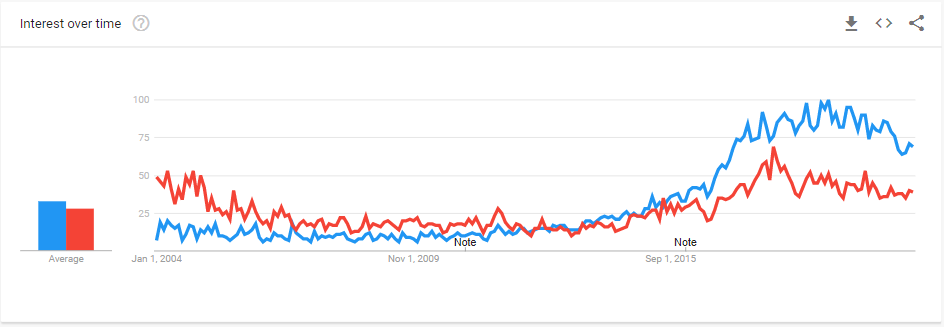 Interest over time ?
100
75
50
25
Note Note
Average Jan 1, 2004 Nov 1, 2009 Sep 1, 2015